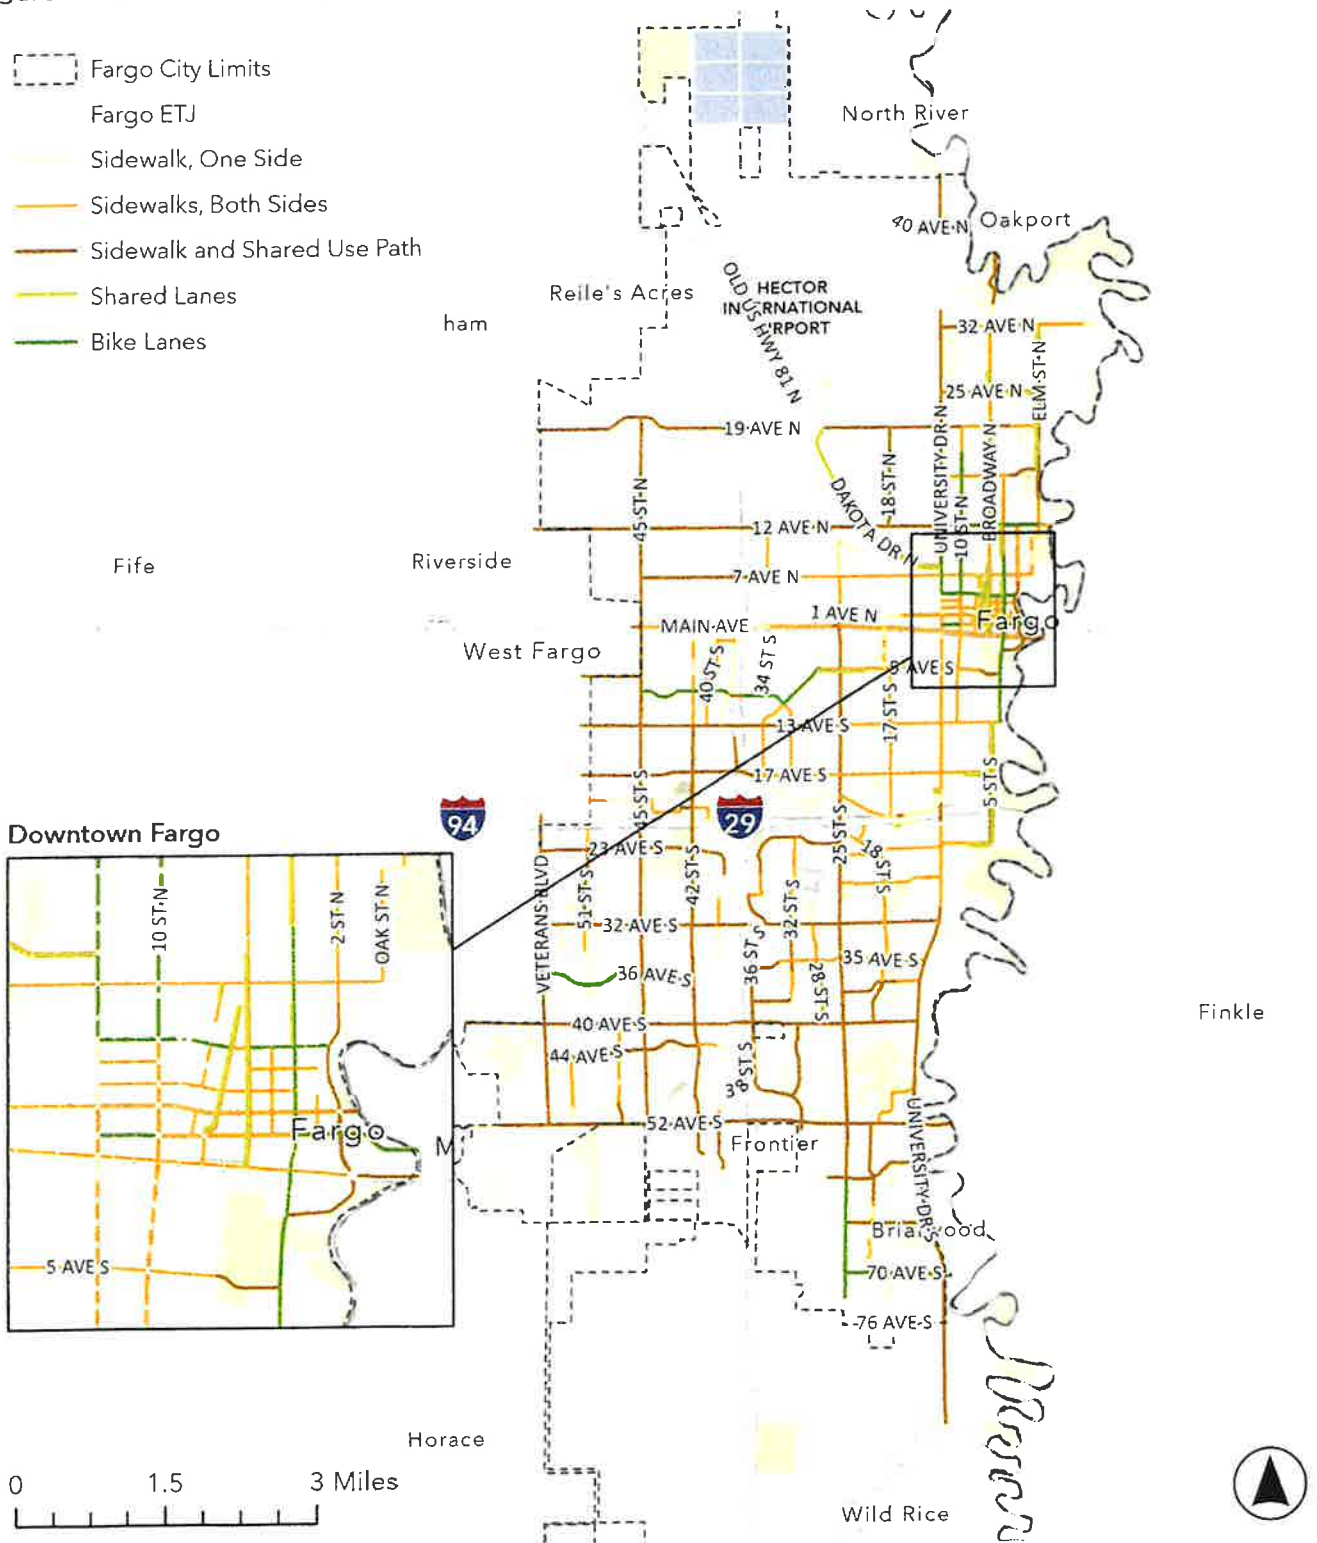 Fargo City Limits
Fargo ETJ
Sidewalk, One Side
Sidewalks, Both Sides
Sidewalk and Shared Use Path
Shared Lanes
Bike Lanes
North River
40 AVE N
Oakport
Reile's Acres
HECTOR
INTERNATIONAL
OLD US HWY 81 N
ham
32 AVE N
25 AVE N
ELM ST N
19 AVE N
45 ST N
18 ST N
UNIVERSITY DR N
10 ST N
BROADWAY N
DAKOTA DR N
12 AVE N
Fife
Riverside
7 AVE N
1 AVE N
MAIN AVE
Fargo
West Fargo
40 ST S
34 ST S
5 AVE S
17 ST S
13 AVE S
17 AVE S
5 ST S
45 ST S
94
29
25 ST S
18 ST S
23 AVE S
VETERANS BLVD
51 ST S
42 ST S
32 ST S
32 AVE S
36 ST S
35 AVE S
36 AVE S
28 ST S
40 AVE S
44 AVE S
38 ST S
Finkle
52 AVE S
Frontier
UNIVERSITY DR S
Briarwood
70 AVE S
76 AVE S
Downtown Fargo
10 ST N
2 ST N
OAK ST N
Fargo
M
5 AVE S
Horace
Wild Rice
0 1.5 3 Miles